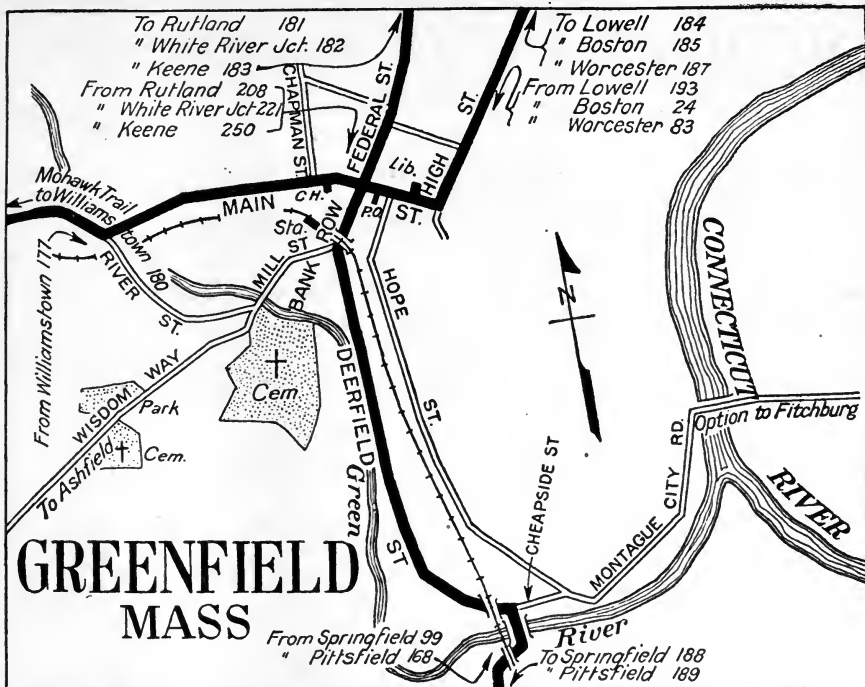 To Rutland 181
" White River Jct. 182
" Keene 183
From Rutland 208
" White River Jct 221
" Keene 250
To Lowell 184
" Boston 185
" Worcester 187
From Lowell 193
" Boston 24
" Worcester 83
CHAPMAN ST.
FEDERAL ST.
HIGH ST.
Lib.
C.H.
P.O.
Mohawk Trail
to Williamstown 180
MAIN ST.
Sta.
BANK ROW
MILL ST
RIVER ST.
From Williamstown 177
HOPE ST.
N
CONNECTICUT
RIVER
WISDOM WAY
Park
Cem
Cem.
To Ashfield
DEERFIELD ST
Green
River
CHEAPSIDE ST
MONTAGUE CITY RD.
Option to Fitchburg
GREENFIELD
MASS
From Springfield 99
" Pittsfield 168
To Springfield 188
" Pittsfield 189